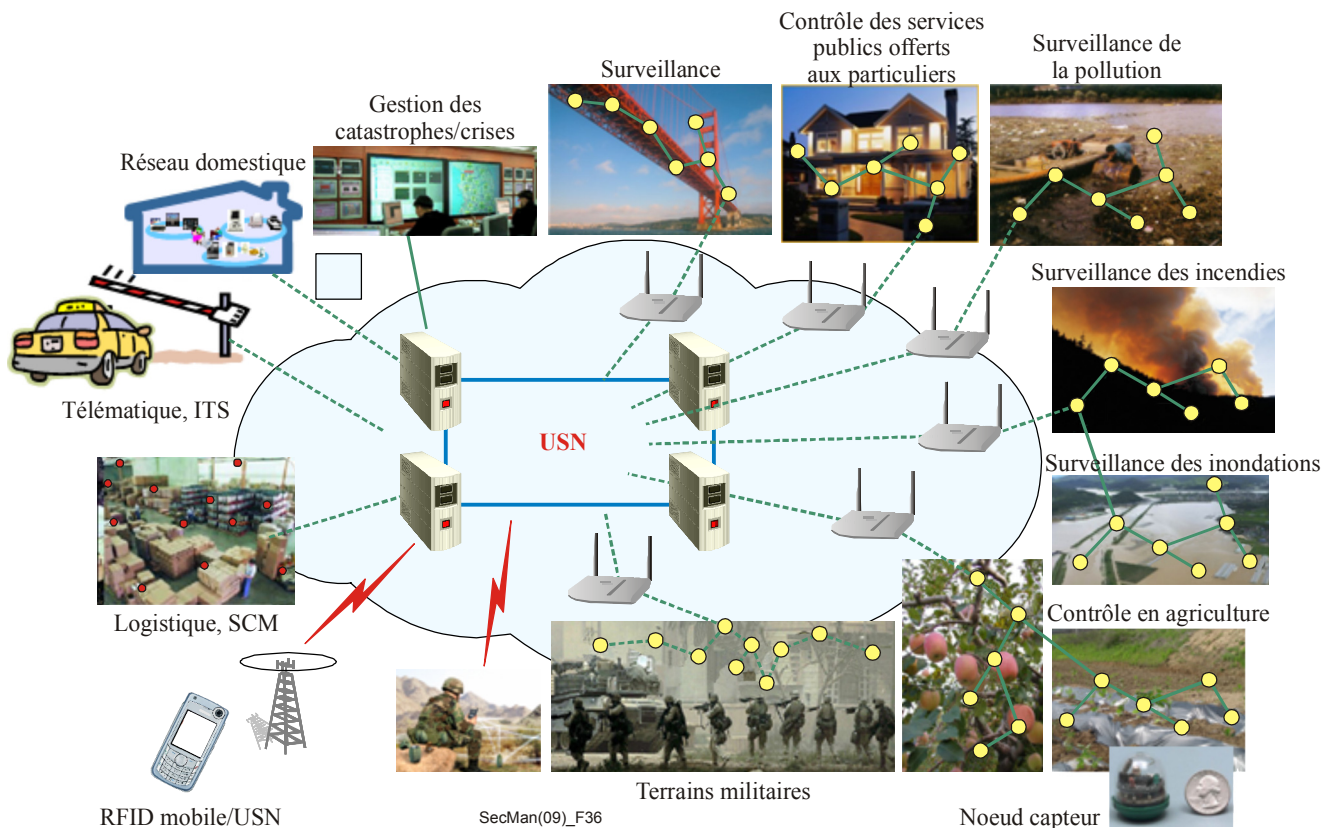 Contrôle des services
publics offerts
aux particuliers
Surveillance de
la pollution
Surveillance
Gestion des
catastrophes/crises
Réseau domestique
Surveillance des incendies
Télématique, ITS
USN
Surveillance des inondations
Logistique, SCM
Contrôle en agriculture
Terrains militaires
RFID mobile/USN
SecMan(09)_F36
Noeud capteur